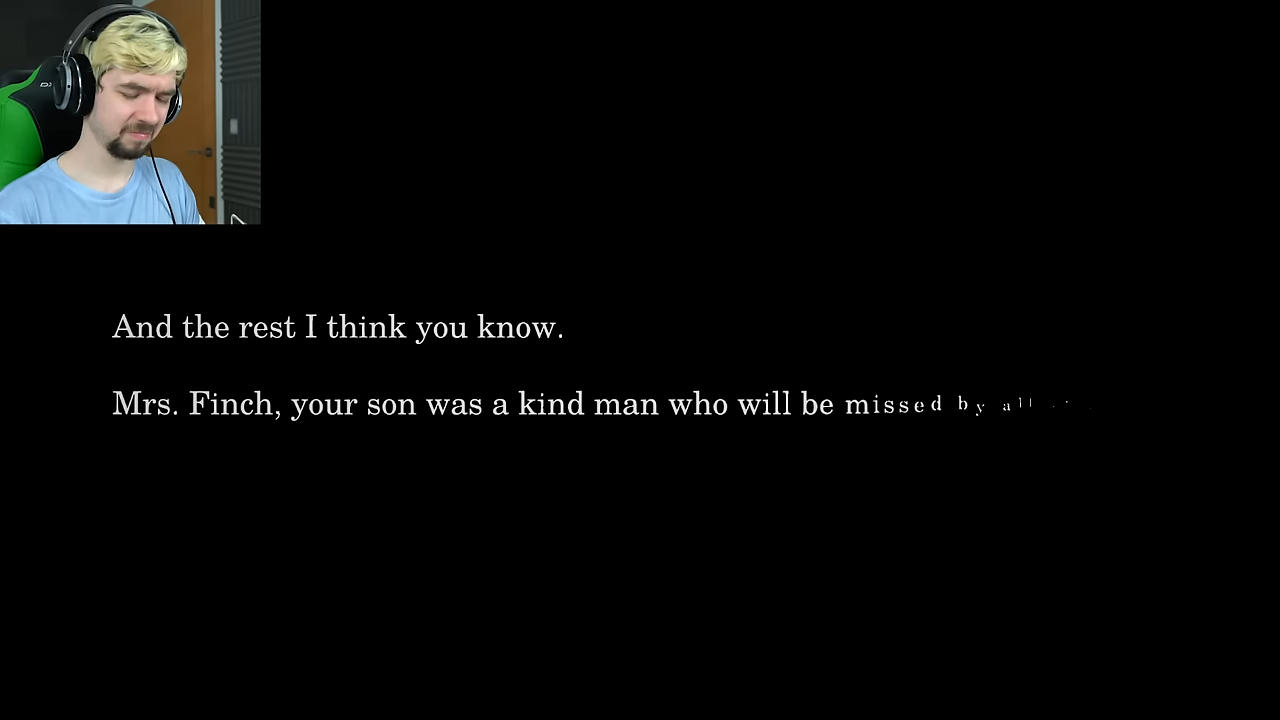 And the rest I think you know.
Mrs. Finch, your son was a kind man who will be missed by all